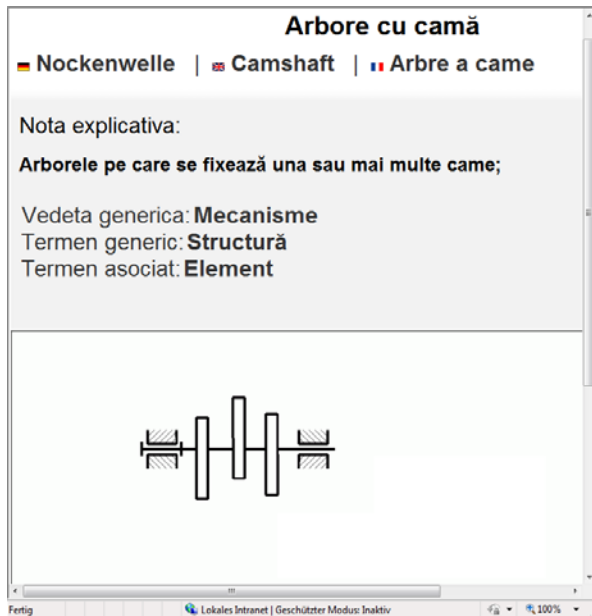 Arbore cu camă
Nockenwelle | Camshaft | Arbre a came
Nota explicativa:
Arborele pe care se fixează una sau mai multe came;
Vedeta generica: Mecanisme
Termen generic: Structură
Termen asociat: Element
Fertig Lokales Intranet | Geschützter Modus: Inaktiv 100%